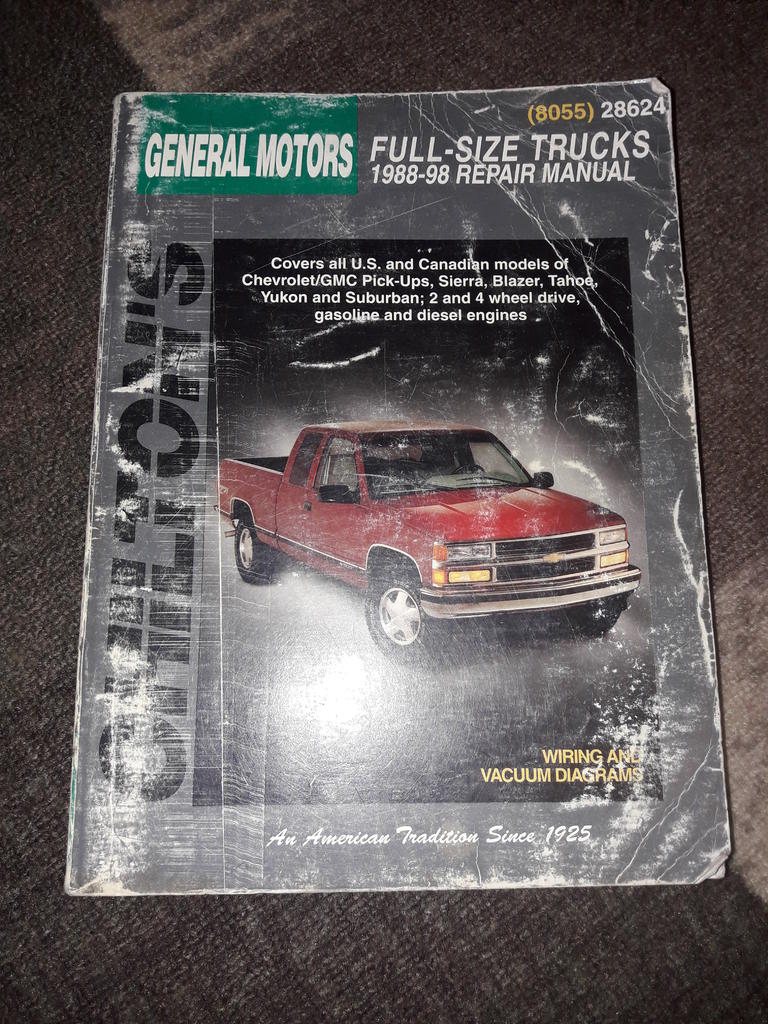 (8055) 28624
GENERAL MOTORS
FULL-SIZE TRUCKS
1988-98 REPAIR MANUAL
CHILTON'S
Covers all U.S. and Canadian models of
Chevrolet/GMC Pick-Ups, Sierra, Blazer, Tahoe,
Yukon and Suburban; 2 and 4 wheel drive,
gasoline and diesel engines
WIRING AND
VACUUM DIAGRAMS
An American Tradition Since 1925